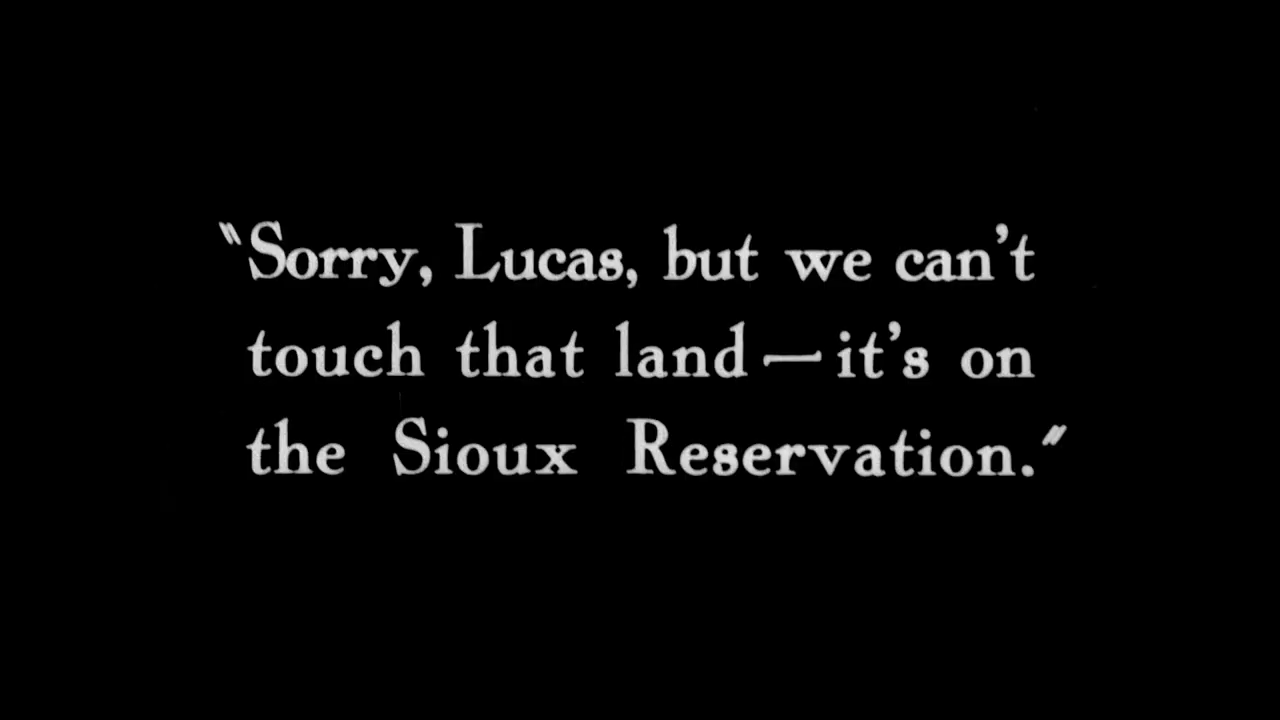 "Sorry, Lucas, but we can't
touch that land—it's on
the Sioux Reservation."